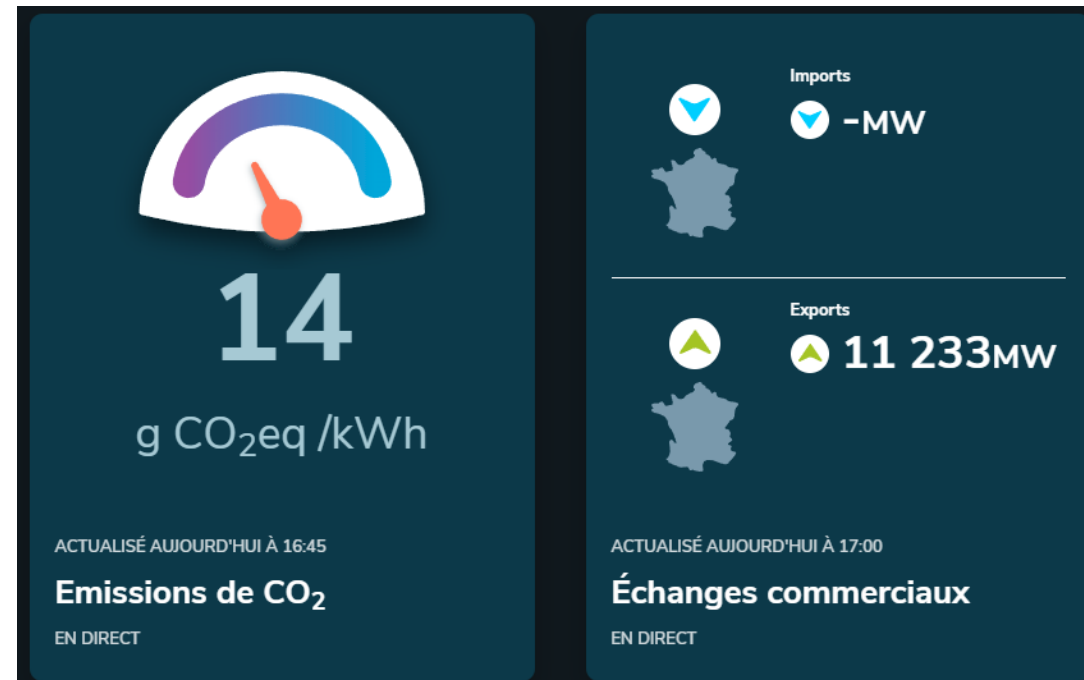 14
g CO₂eq /kWh
ACTUALISÉ AUJOURD'HUI À 16:45
Emissions de CO₂
EN DIRECT
Imports
-MW
Exports
11 233MW
ACTUALISÉ AUJOURD'HUI À 17:00
Échanges commerciaux
EN DIRECT